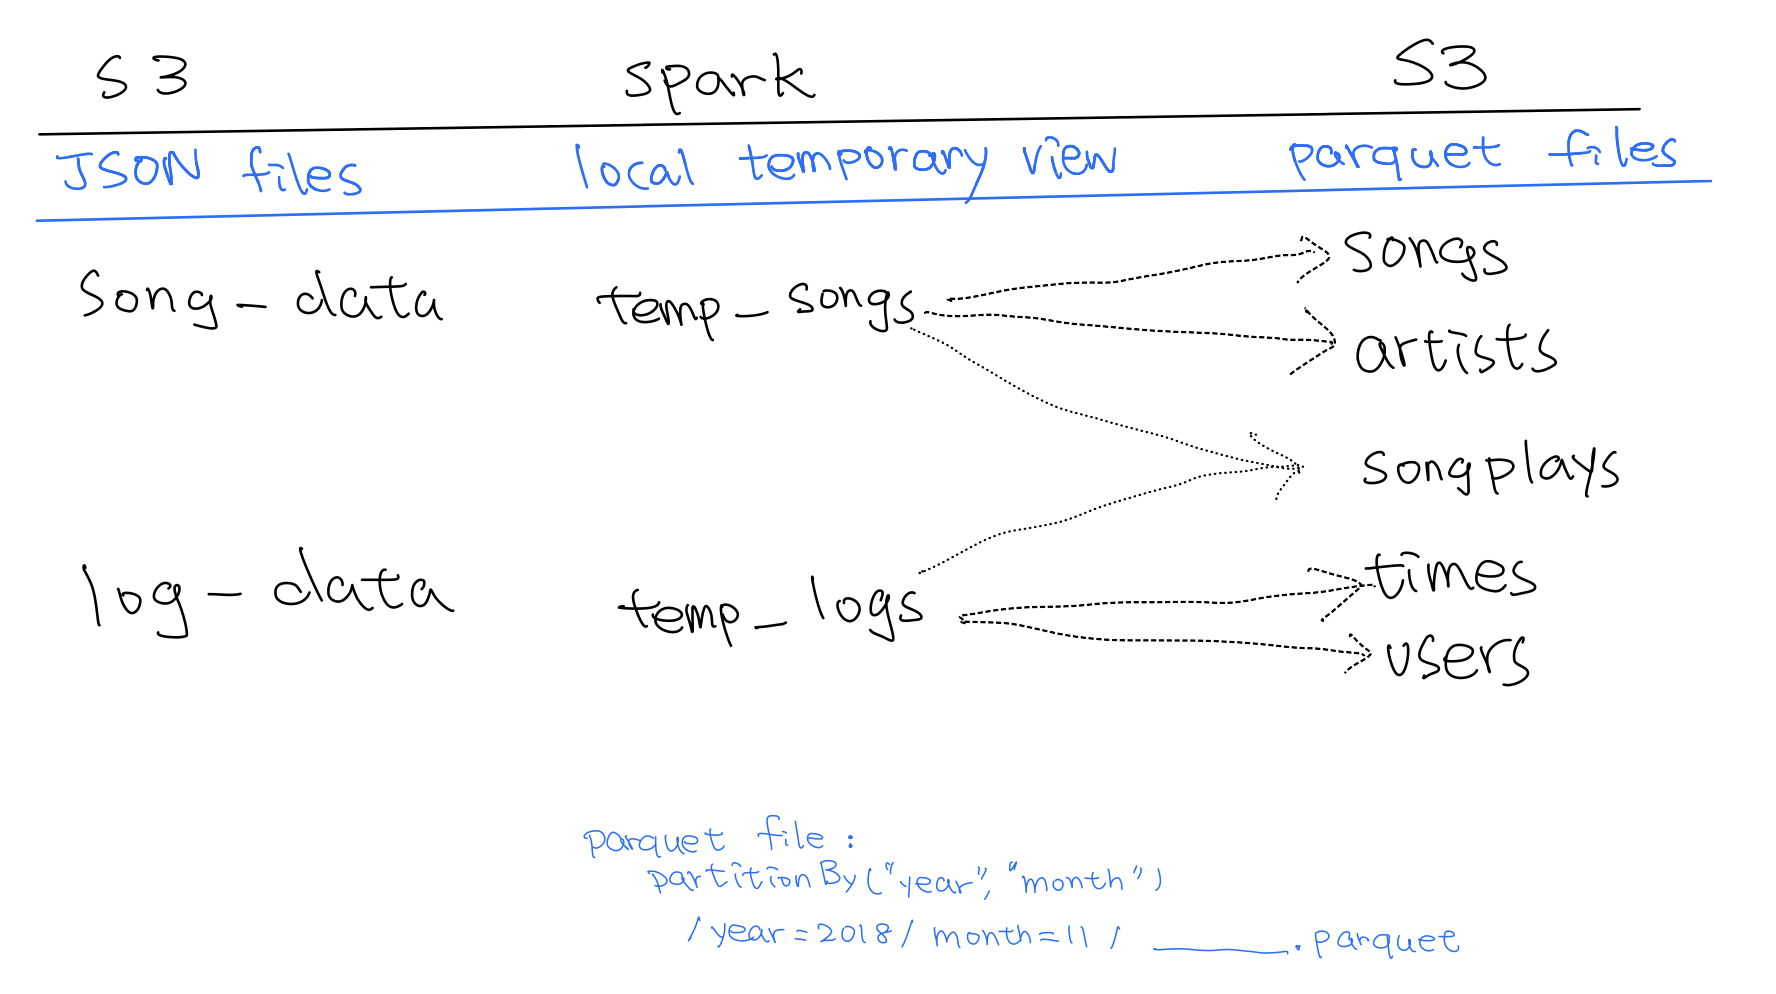 S3 spark S3
JSON files local temporary view parquet files
song_data temp_songs songs
artists
songplays
log_data temp_logs times
users
parquet file :
partitionBy("year", "month")
/year=2018/ month=11 / ______.parquet